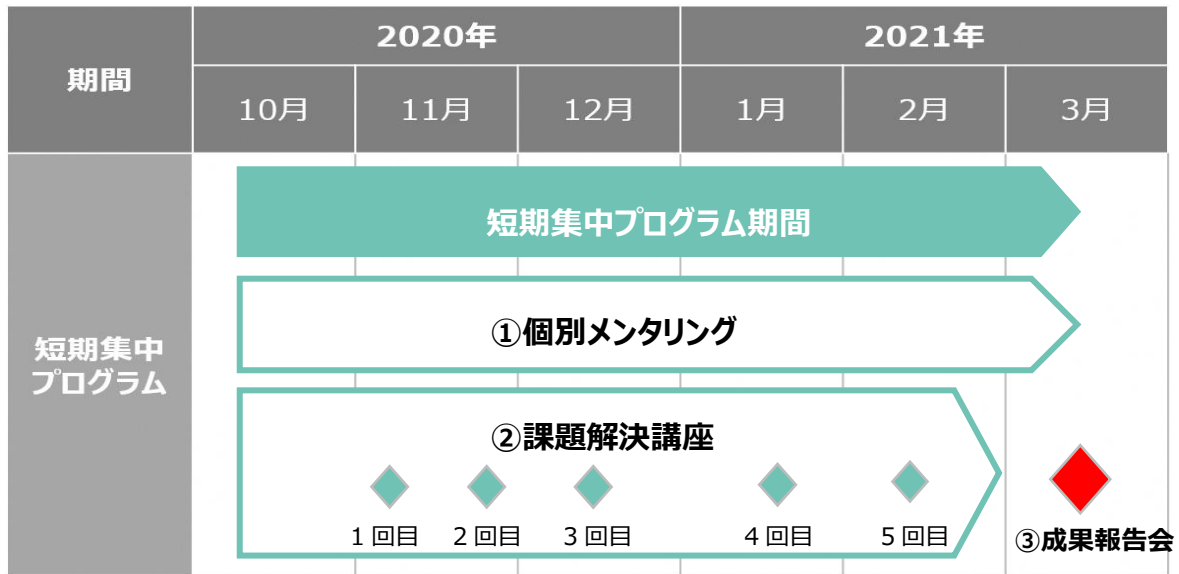 期間
2020年
2021年
10月
11月
12月
1月
2月
3月
短期集中
プログラム
短期集中プログラム期間
①個別メンタリング
②課題解決講座
1回目
2回目
3回目
4回目
5回目
③成果報告会